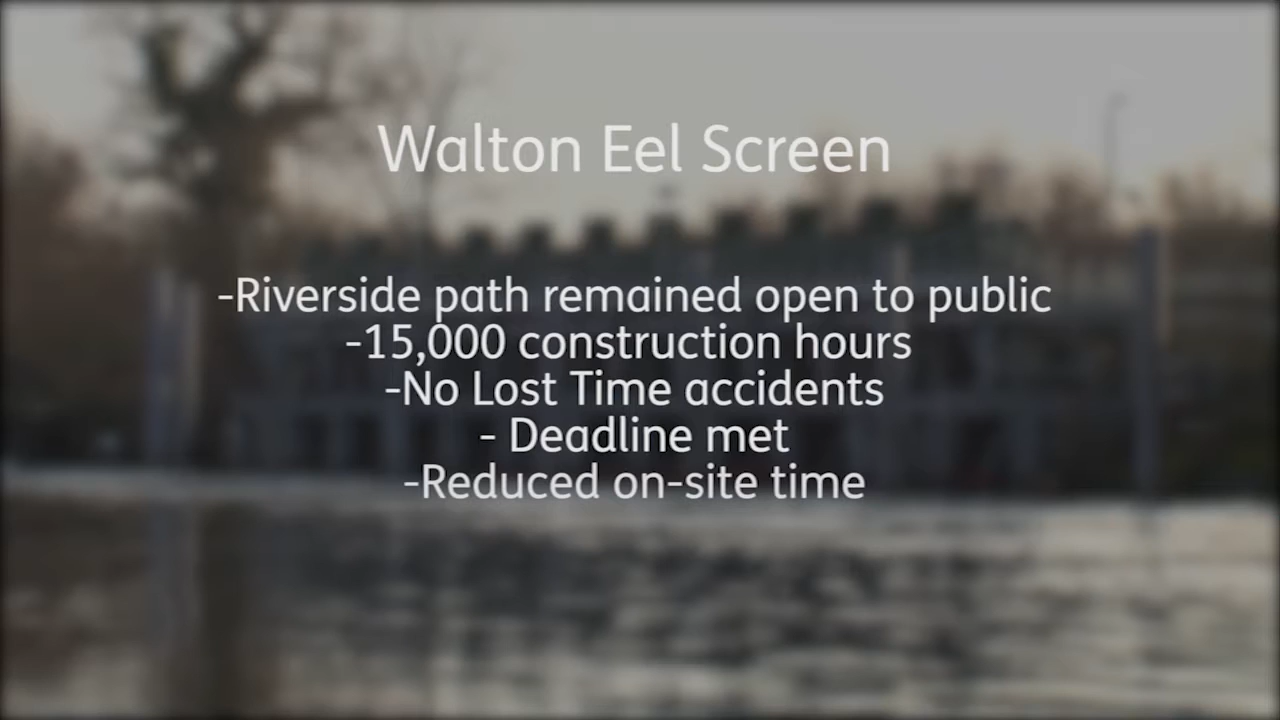 Walton Eel Screen
-Riverside path remained open to public
-15,000 construction hours
-No Lost Time accidents
- Deadline met
-Reduced on-site time